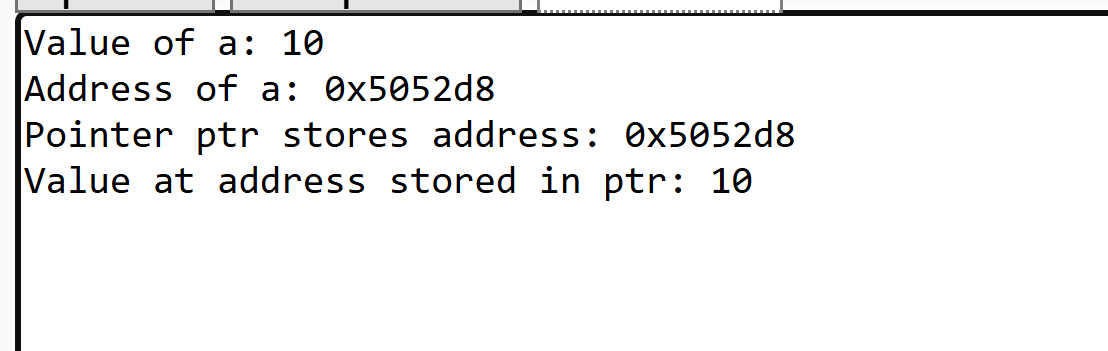 Value of a: 10
Address of a: 0x5052d8
Pointer ptr stores address: 0x5052d8
Value at address stored in ptr: 10